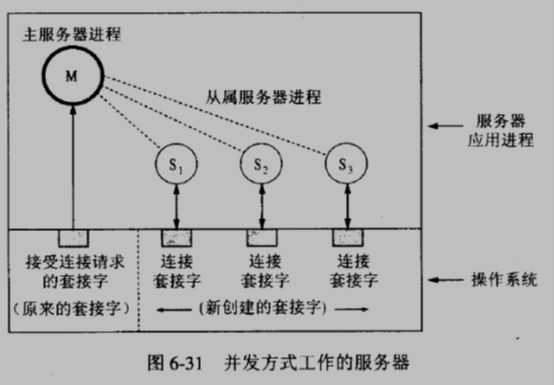 主服务器进程
M
从属服务器进程
服务器
应用进程
S1
S2
S3
接受连接请求
的套接字
(原来的套接字)
连接
套接字
连接
套接字
连接
套接字
(新创建的套接字)
操作系统
图 6-31 并发方式工作的服务器